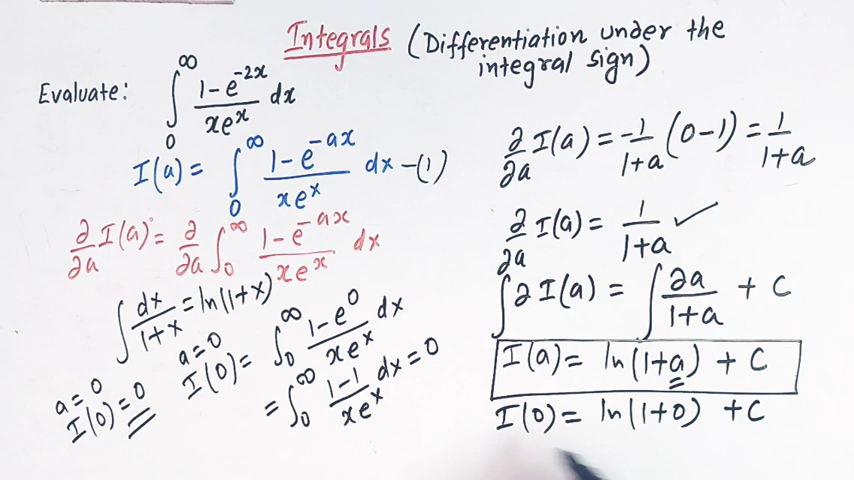 Integrals (Differentiation under the integral sign)
Evaluate: ∫₀^∞ (1-e^{-2x})/(xe^x) dx
I(a) = ∫₀^∞ (1-e^{-ax})/(xe^x) dx -(1)
∂/∂a I(a) = ∂/∂a ∫₀^∞ (1-e^{-ax})/(xe^x) dx
∫ dx/(1+x) = ln(1+x)
a=0
I(0) = ∫₀^∞ (1-e^0)/(xe^x) dx
= ∫₀^∞ (1-1)/(xe^x) dx = 0
a=0
I(0) = 0
∂/∂a I(a) = -1/(1+a) (0-1) = 1/(1+a)
∂/∂a I(a) = 1/(1+a) ✓
∫ ∂ I(a) = ∫ ∂a/(1+a) + C
I(a) = ln(1+a) + C
I(0) = ln(1+0) + C